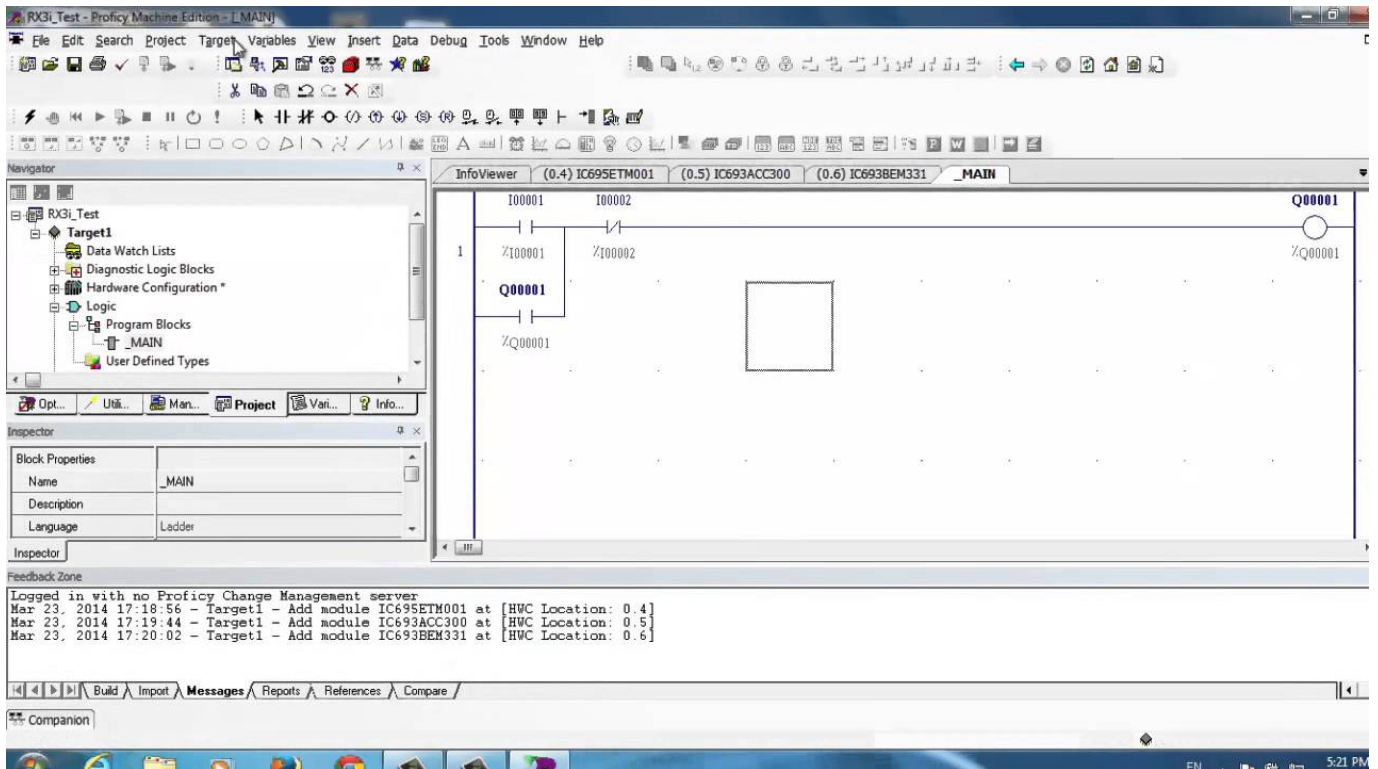 RX3i_Test - Proficy Machine Edition - [_MAIN]
File Edit Search Project Target Variables View Insert Data Debug Tools Window Help
Navigator
InfoViewer (0.4) IC695ETM001 (0.5) IC693ACC300 (0.6) IC693BEM331 _MAIN
RX3i_Test
Target1
Data Watch Lists
Diagnostic Logic Blocks
Hardware Configuration *
Logic
Program Blocks
_MAIN
User Defined Types
I00001 I00002 Q00001
1 %I00001 %I00002 %Q00001
Q00001
%Q00001
Opt... Utili... Man... Project Vari... Info...
Inspector
Block Properties
Name _MAIN
Description
Language Ladder
Inspector
Feedback Zone
Logged in with no Proficy Change Management server
Mar 23, 2014 17:18:56 - Target1 - Add module IC695ETM001 at [HWC Location: 0.4]
Mar 23, 2014 17:19:44 - Target1 - Add module IC693ACC300 at [HWC Location: 0.5]
Mar 23, 2014 17:20:02 - Target1 - Add module IC693BEM331 at [HWC Location: 0.6]
Build Import Messages Reports References Compare
Companion
EN 5:21 PM